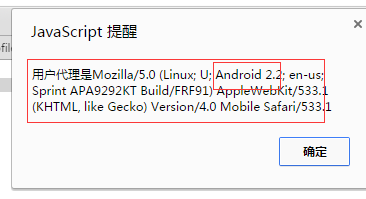 JavaScript 提醒
用户代理是Mozilla/5.0 (Linux; U; Android 2.2; en-us;
Sprint APA9292KT Build/FRF91) AppleWebKit/533.1
(KHTML, like Gecko) Version/4.0 Mobile Safari/533.1
确定